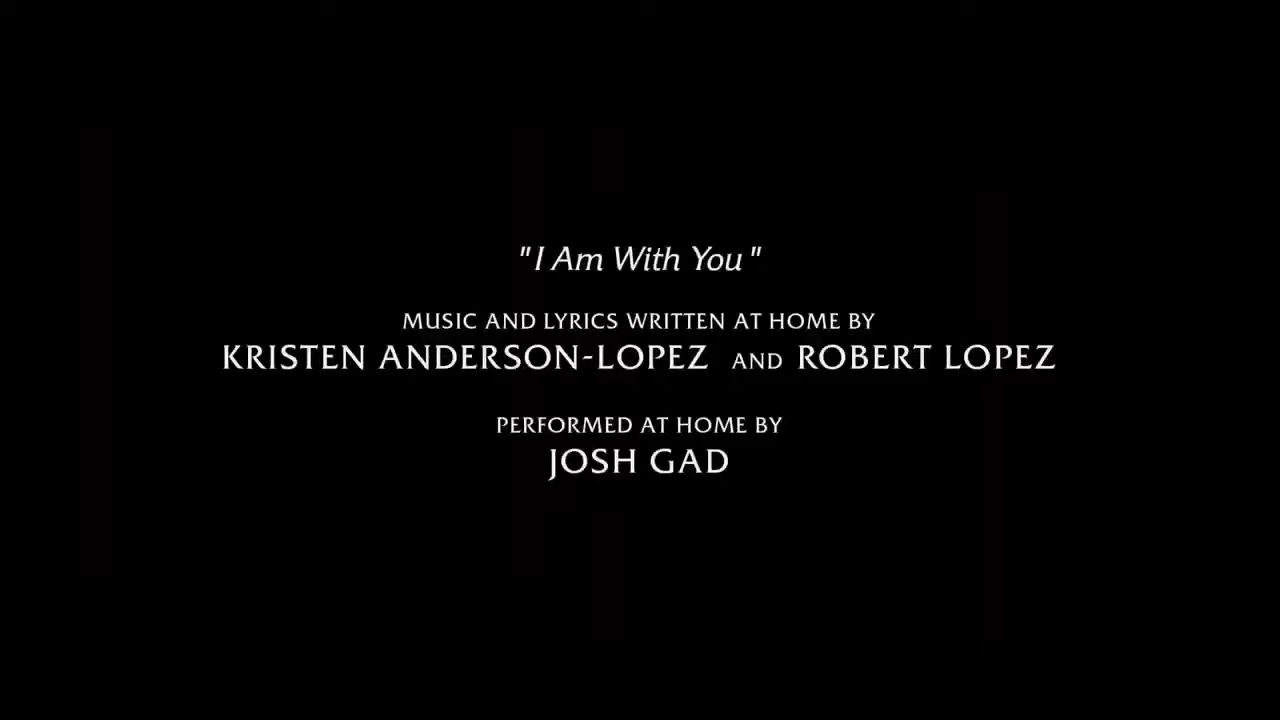 "I Am With You"
MUSIC AND LYRICS WRITTEN AT HOME BY
KRISTEN ANDERSON-LOPEZ AND ROBERT LOPEZ
PERFORMED AT HOME BY
JOSH GAD